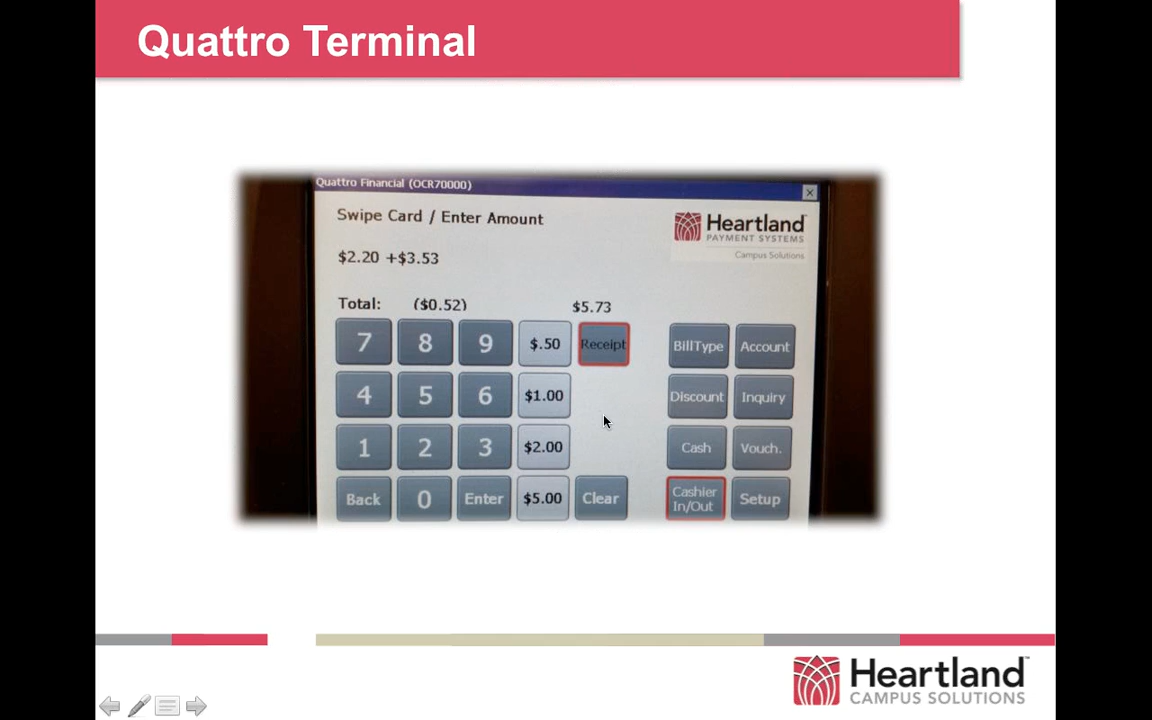 Quattro Terminal
Quattro Financial (OCR70000)
Swipe Card / Enter Amount
Heartland
PAYMENT SYSTEMS
Campus Solutions
$2.20 +$3.53
Total: ($0.52) $5.73
7 8 9 $.50 Receipt BillType Account
4 5 6 $1.00 Discount Inquiry
1 2 3 $2.00 Cash Vouch.
Back 0 Enter $5.00 Clear Cashier In/Out Setup
Heartland™
CAMPUS SOLUTIONS